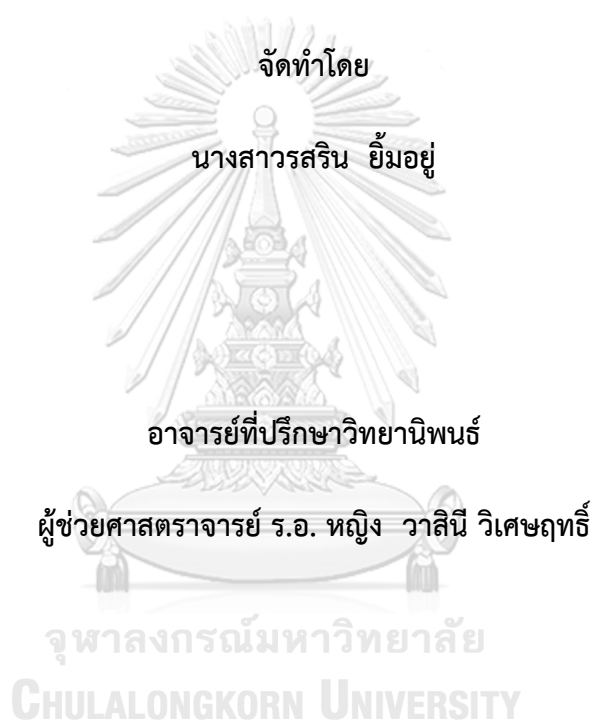 จัดทำโดย
นางสาวรสริน ยิ้มอยู่
อาจารย์ที่ปรึกษาวิทยานิพนธ์
ผู้ช่วยศาสตราจารย์ ร.อ. หญิง วาสินี วิเศษฤทธิ์
จุฬาลงกรณ์มหาวิทยาลัย
CHULALONGKORN UNIVERSITY